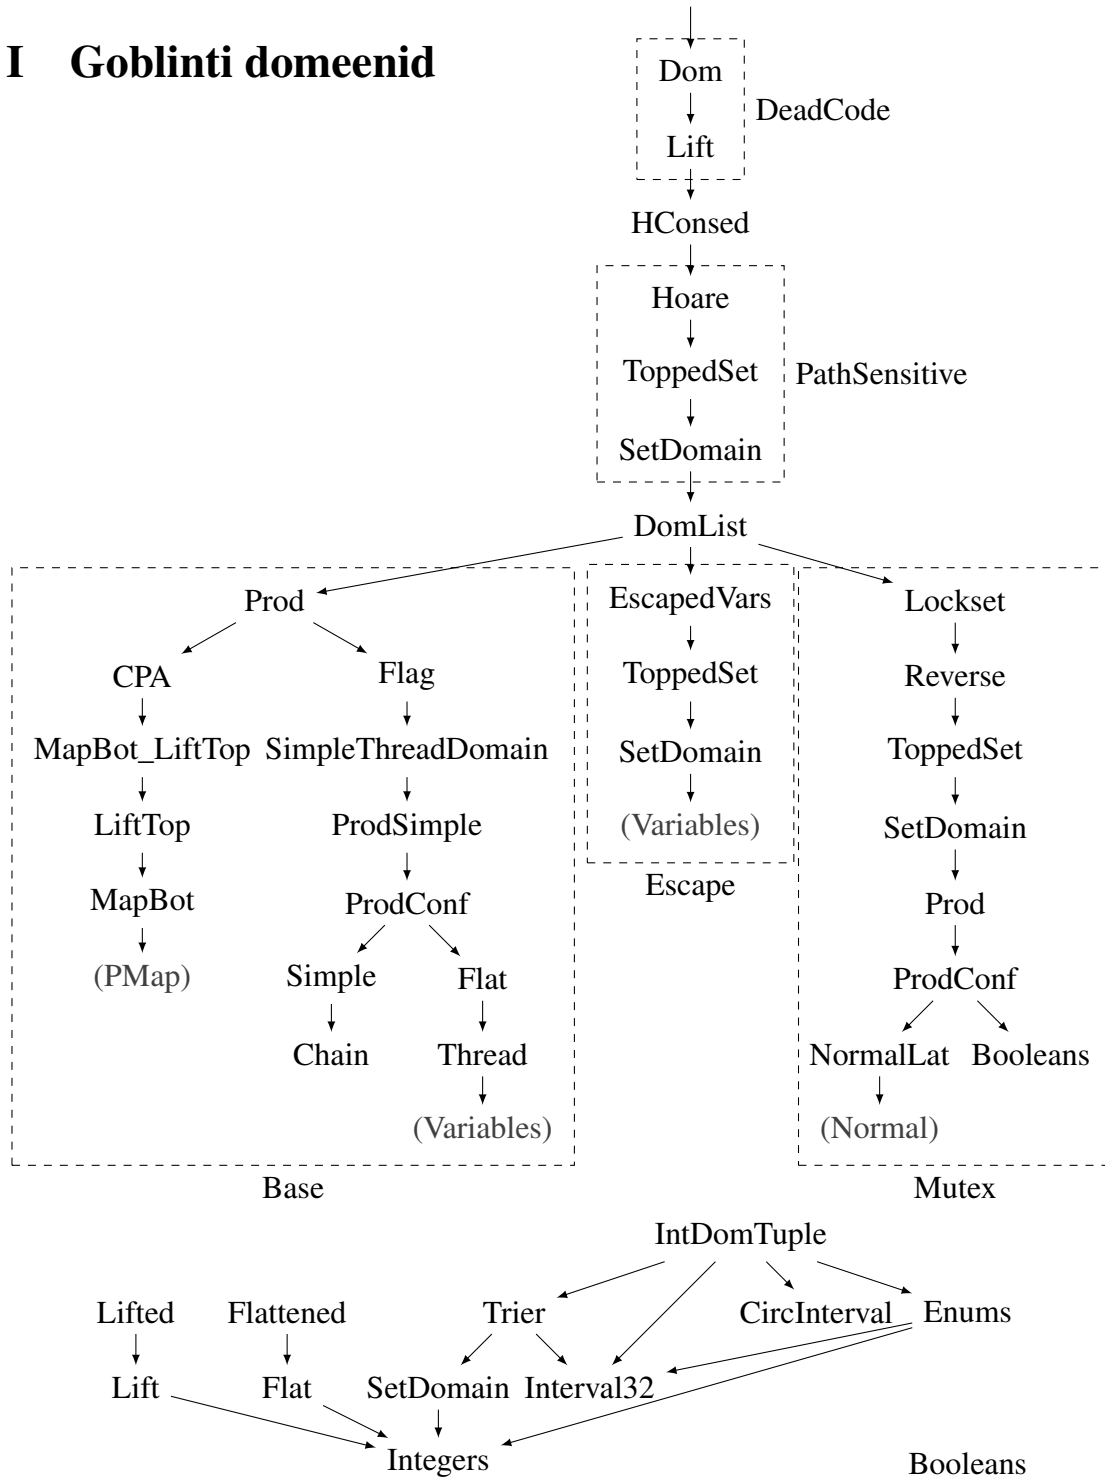 I Goblinti domeenid
Dom
DeadCode
Lift
HConsed
Hoare
ToppedSet PathSensitive
SetDomain
DomList
Prod EscapedVars Lockset
CPA Flag ToppedSet Reverse
MapBot_LiftTop SimpleThreadDomain SetDomain ToppedSet
LiftTop ProdSimple (Variables) SetDomain
Escape
MapBot ProdConf Prod
(PMap) Simple Flat ProdConf
Chain Thread NormalLat Booleans
(Variables) (Normal)
Base Mutex
IntDomTuple
Lifted Flattened Trier CircInterval Enums
Lift Flat SetDomain Interval32
Integers Booleans